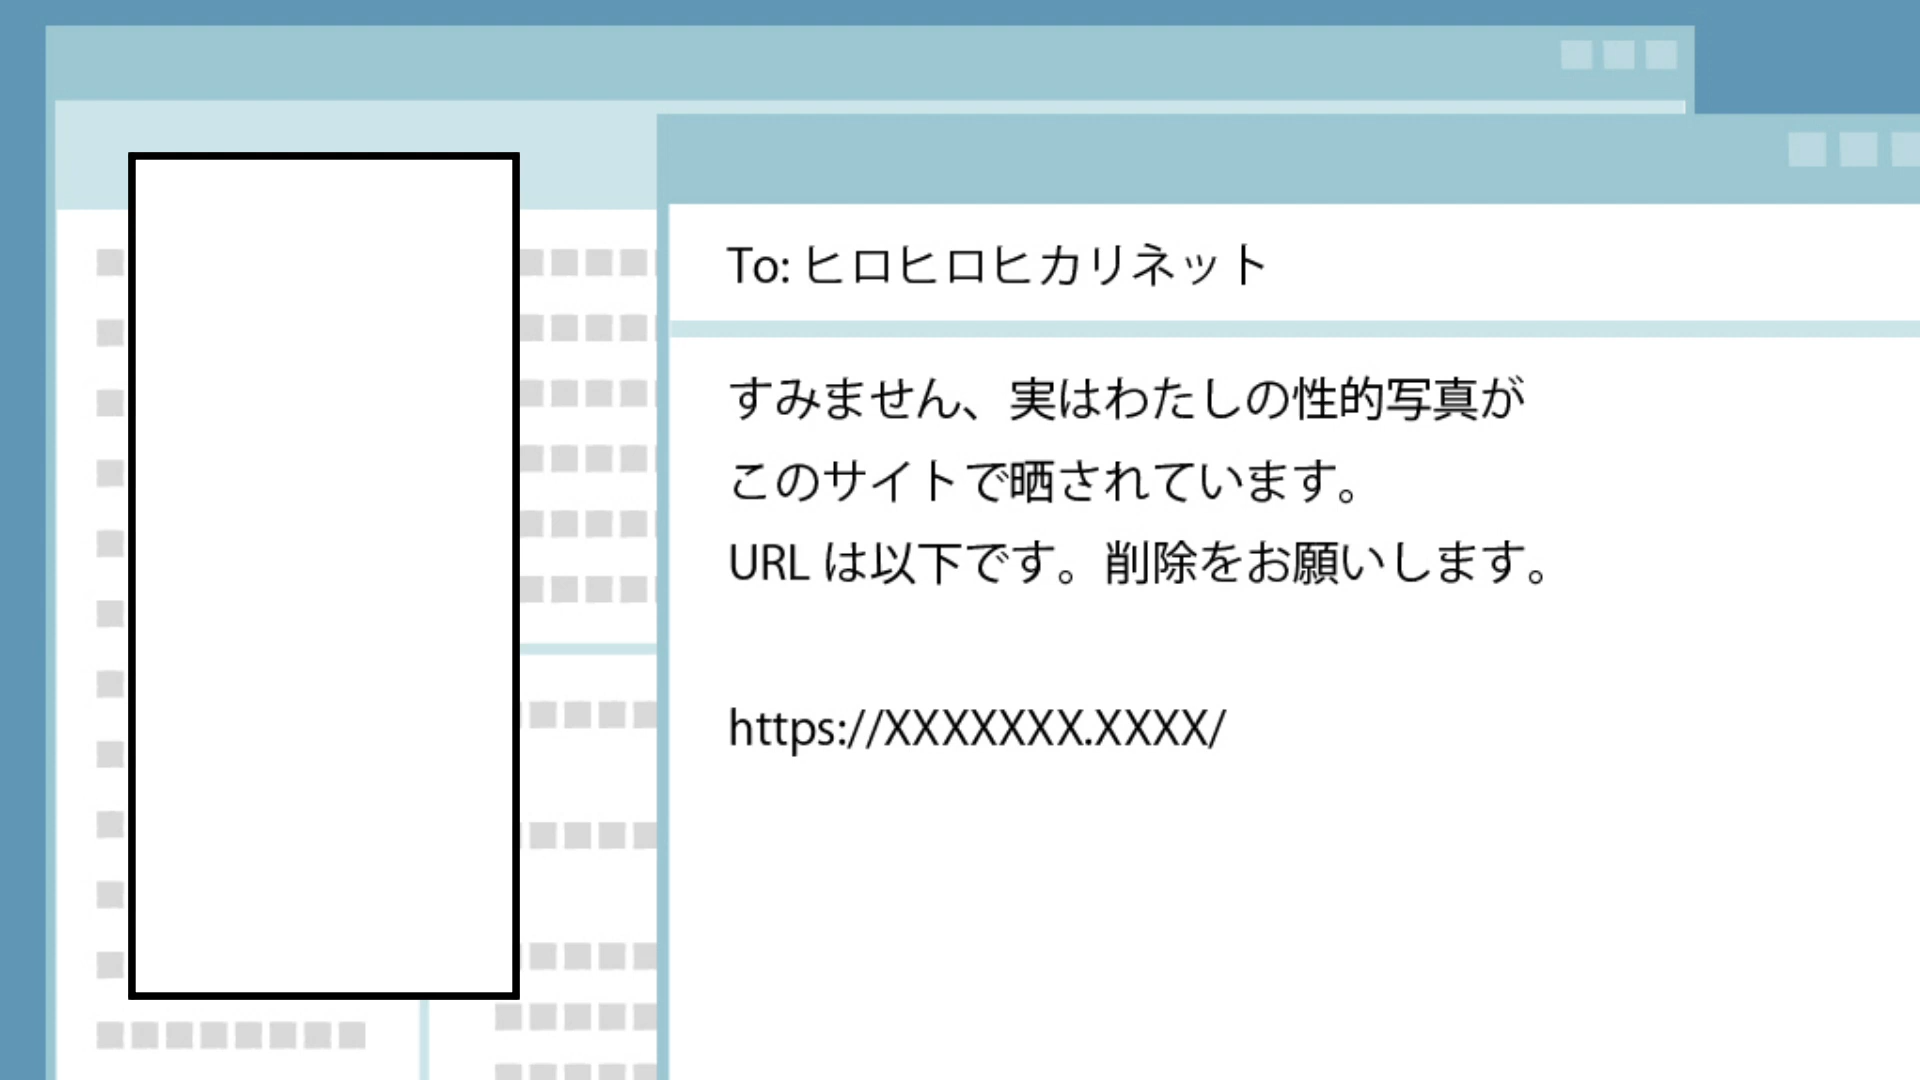 To: ヒロヒロヒカリネット
すみません、実はわたしの性的写真が
このサイトで晒されています。
URL は以下です。削除をお願いします。
https://XXXXXXX.XXXX/